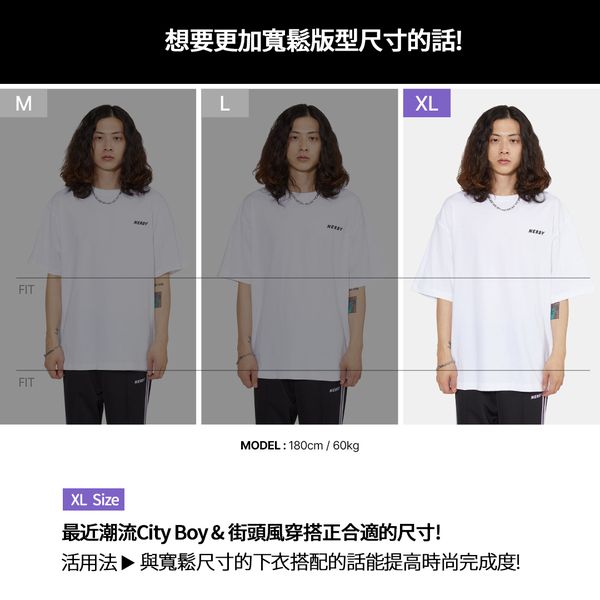 想要更加寬鬆版型尺寸的話!
M
L
XL
NERDY
NERDY
NERDY
FIT
FIT
NERDY
NERDY
NERDY
MODEL : 180cm / 60kg
XL Size
最近潮流City Boy & 街頭風穿搭正合適的尺寸!
活用法 ▶ 與寬鬆尺寸的下衣搭配的話能提高時尚完成度!